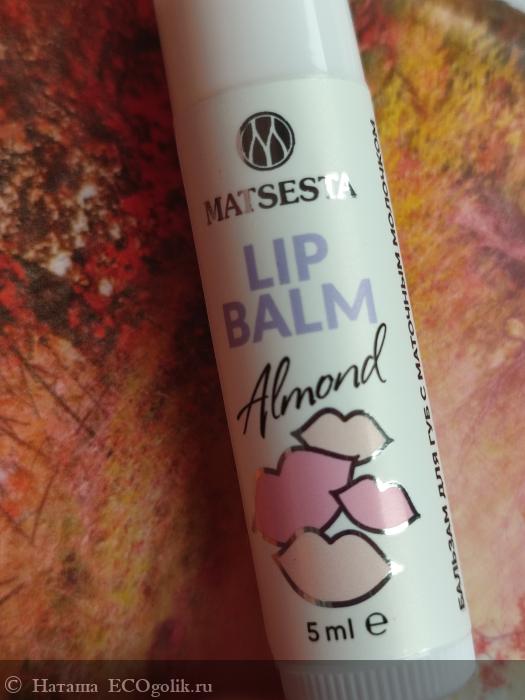 MATSESTA
LIP
BALM
Almond
5 ml e
БАЛЬЗАМ ДЛЯ ГУБ С МАТОЧНЫМ МОЛОЧКОМ
© Наташа ECOgolik.ru